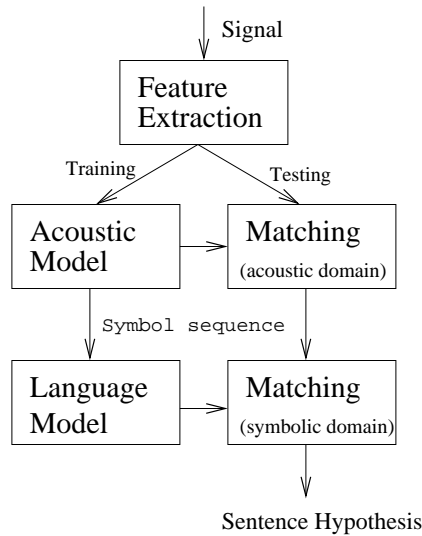 Signal
Feature
Extraction
Training
Testing
Acoustic
Model
Matching
(acoustic domain)
Symbol sequence
Language
Model
Matching
(symbolic domain)
Sentence Hypothesis